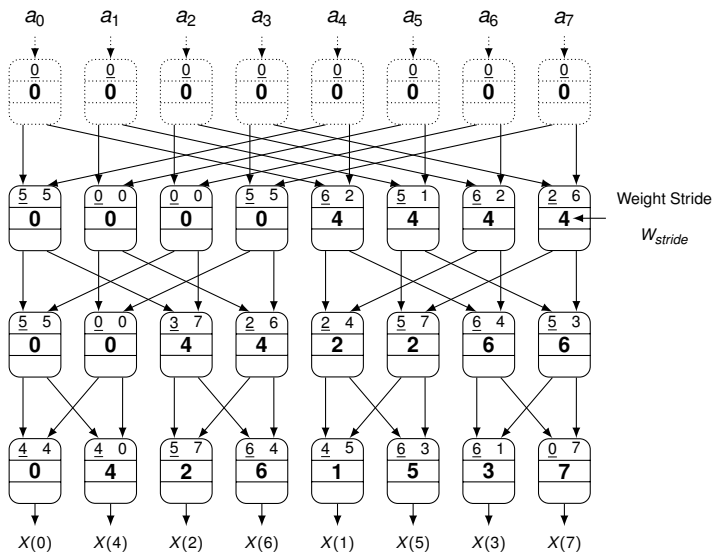 a0 a1 a2 a3 a4 a5 a6 a7
0 0 0 0 0 0 0 0
0 0 0 0 0 0 0 0
5 5 0 0 0 0 5 5 6 2 5 1 6 2 2 6
0 0 0 0 4 4 4 4
Weight Stride
Wstride
5 5 0 0 3 7 2 6 2 4 5 7 6 4 5 3
0 0 4 4 2 2 6 6
4 4 4 0 5 7 6 4 4 5 6 3 6 1 0 7
0 4 2 6 1 5 3 7
X(0) X(4) X(2) X(6) X(1) X(5) X(3) X(7)